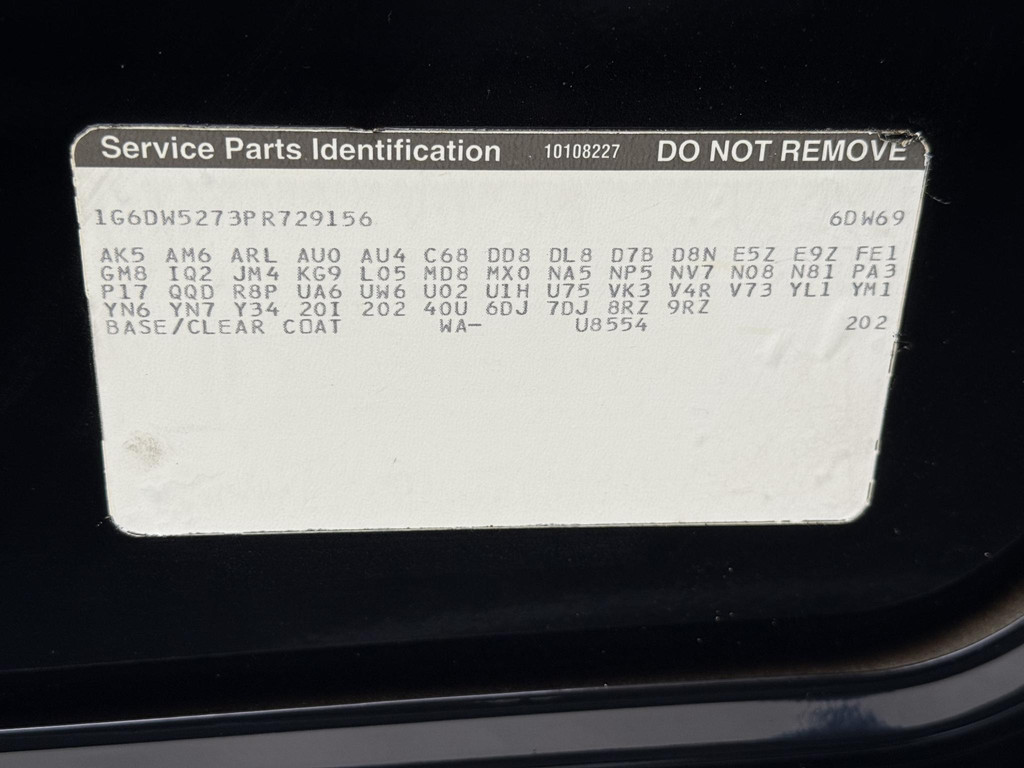 Service Parts Identification 10108227 DO NOT REMOVE
1G6DW5273PR729156 6DW69
AK5 AM6 ARL AU0 AU4 C68 DD8 DL8 D7B D8N E5Z E9Z FE1
GM8 IQ2 JM4 KG9 L05 MD8 MX0 NA5 NP5 NV7 N08 N81 PA3
P17 QQD R8P UA6 UW6 U02 U1H U75 VK3 V4R V73 YL1 YM1
YN6 YN7 Y34 20I 202 40U 6DJ 7DJ 8RZ 9RZ
BASE/CLEAR COAT WA- U8554 202